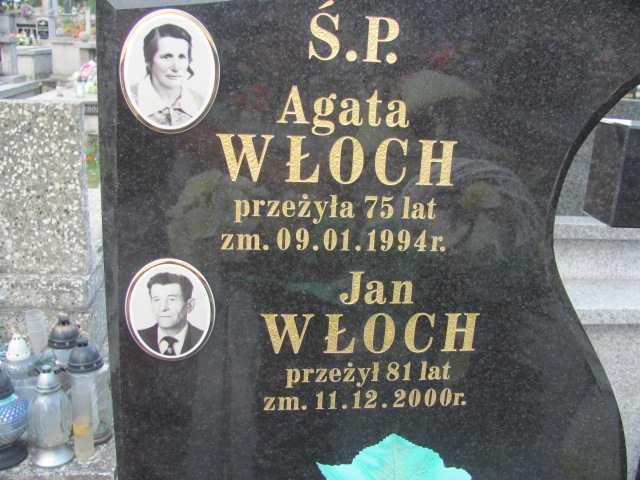 Ś.P.
Agata
WŁOCH
przeżyła 75 lat
zm. 09.01.1994r.
Jan
WŁOCH
przeżył 81 lat
zm. 11.12.2000r.